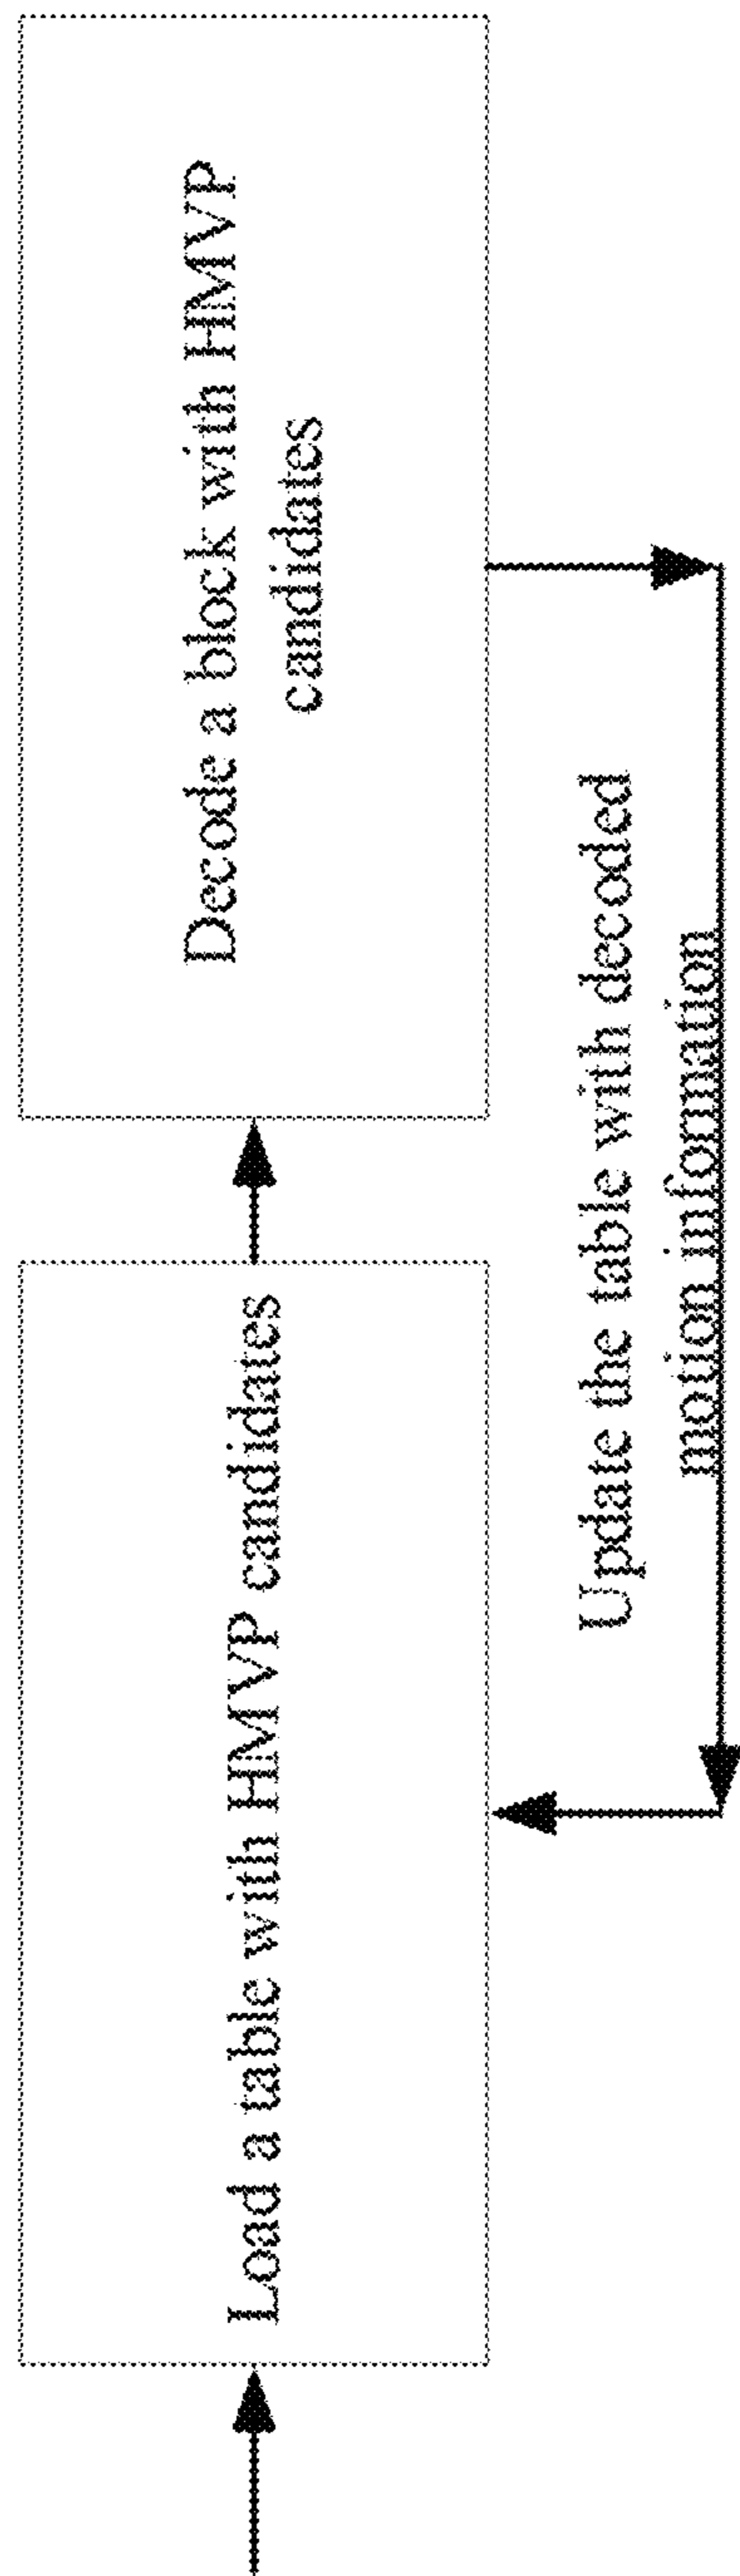 Load a table with HMVP candidates
Decode a block with HMVP
candidates
Update the table with decoded
motion information